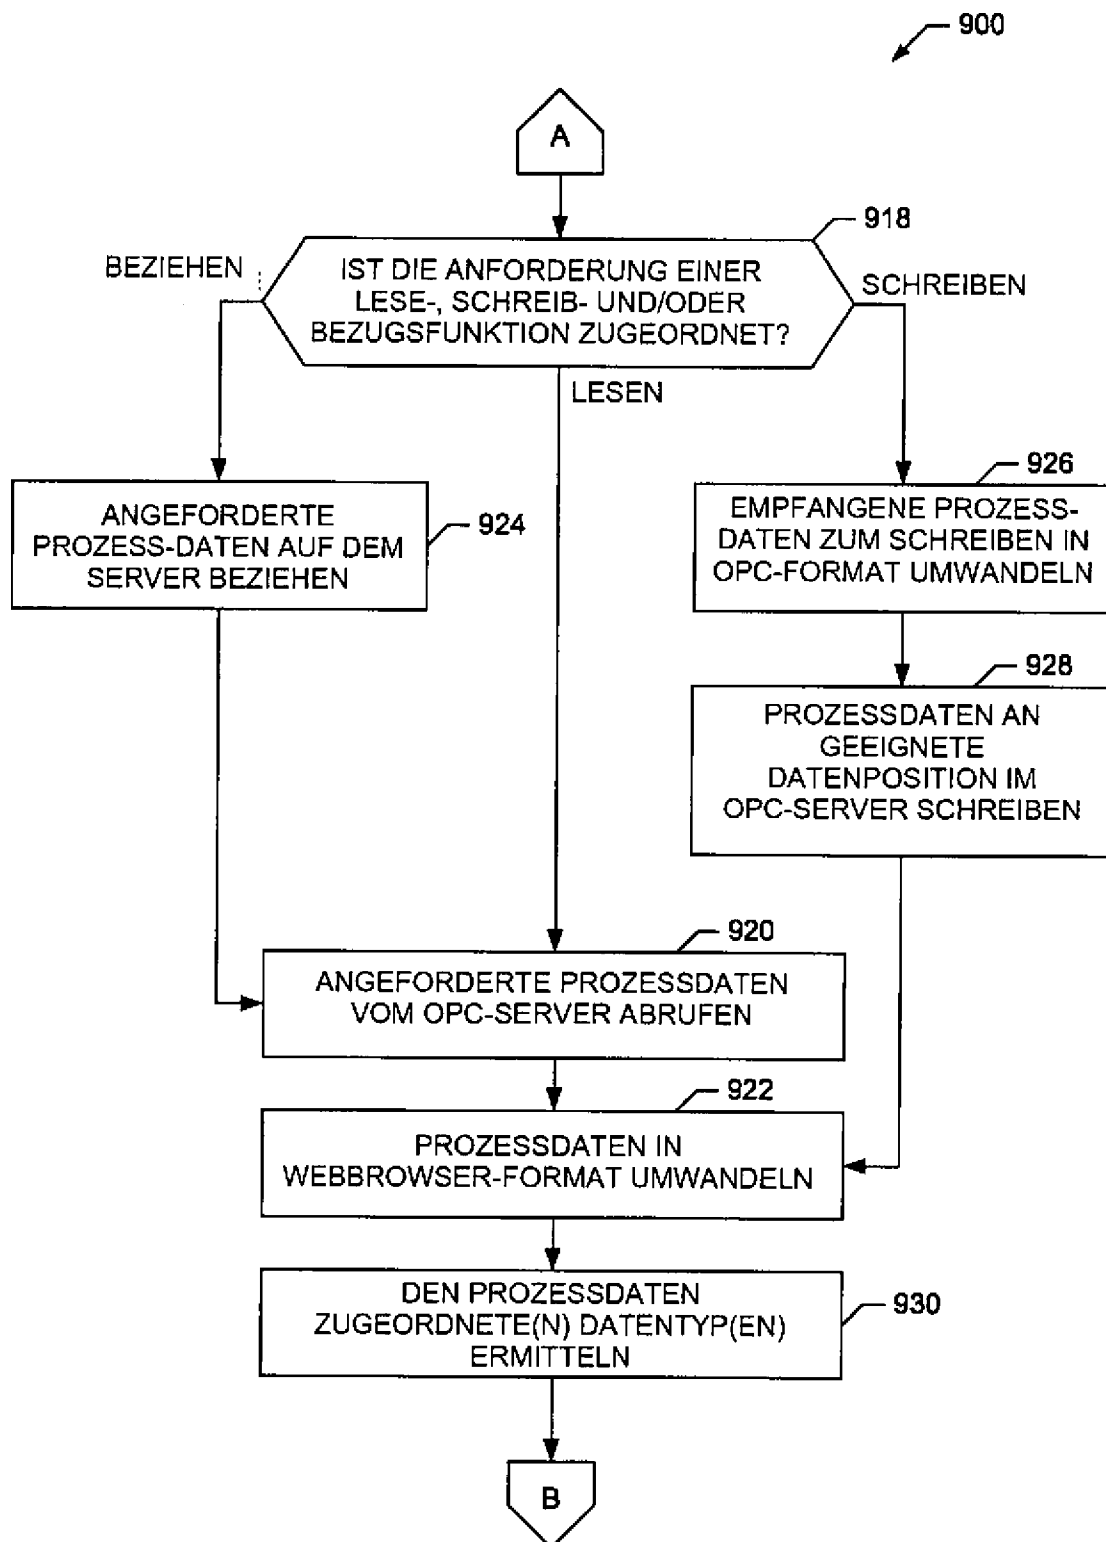 900
A
918
BEZIEHEN
IST DIE ANFORDERUNG EINER
LESE-, SCHREIB- UND/ODER
BEZUGSFUNKTION ZUGEORDNET?
SCHREIBEN
LESEN
924
ANGEFORDERTE
PROZESS-DATEN AUF DEM
SERVER BEZIEHEN
926
EMPFANGENE PROZESS-
DATEN ZUM SCHREIBEN IN
OPC-FORMAT UMWANDELN
928
PROZESSDATEN AN
GEEIGNETE
DATENPOSITION IM
OPC-SERVER SCHREIBEN
920
ANGEFORDERTE PROZESSDATEN
VOM OPC-SERVER ABRUFEN
922
PROZESSDATEN IN
WEBBROWSER-FORMAT UMWANDELN
DEN PROZESSDATEN
ZUGEORDNETE(N) DATENTYP(EN)
ERMITTELN
930
B